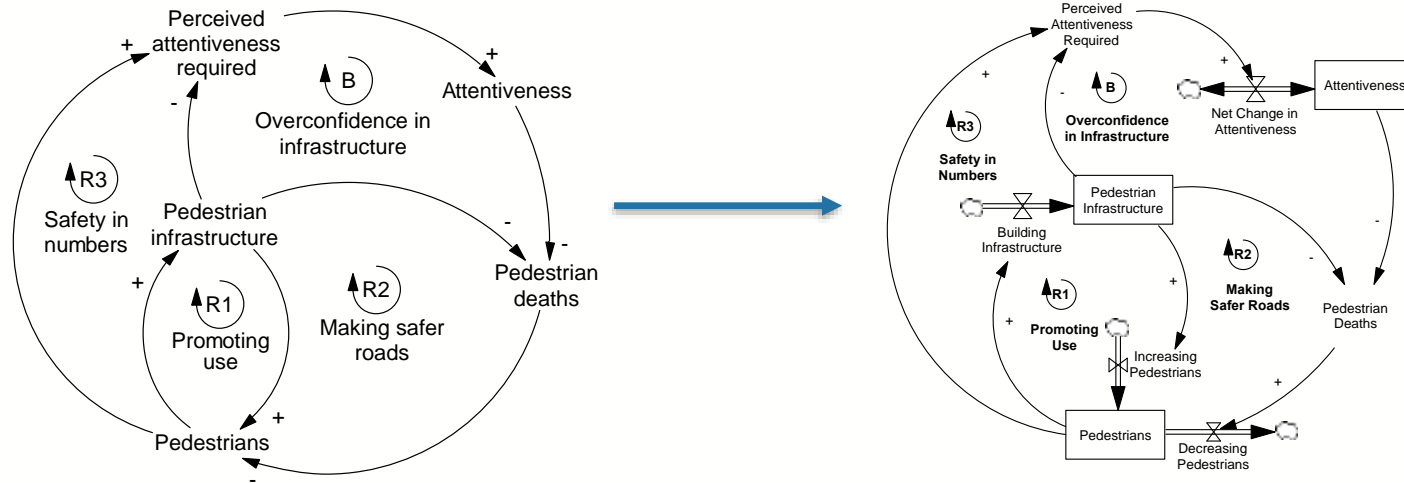 Perceived
attentiveness
required
+
+
-
B
Attentiveness
Overconfidence in
infrastructure
R3
Safety in
numbers
Pedestrian
infrastructure
-
-
+
R1
R2
Pedestrian
deaths
Promoting
use
Making safer
roads
+
Pedestrians
-
Perceived
Attentiveness
Required
+
+
-
B
Attentiveness
Net Change in
Attentiveness
R3
Overconfidence
in Infrastructure
Safety in
Numbers
Pedestrian
Infrastructure
-
Building
Infrastructure
R2
-
+
R1
Making
Safer Roads
Pedestrian
Deaths
+
Promoting
Use
Increasing
Pedestrians
+
Pedestrians
Decreasing
Pedestrians